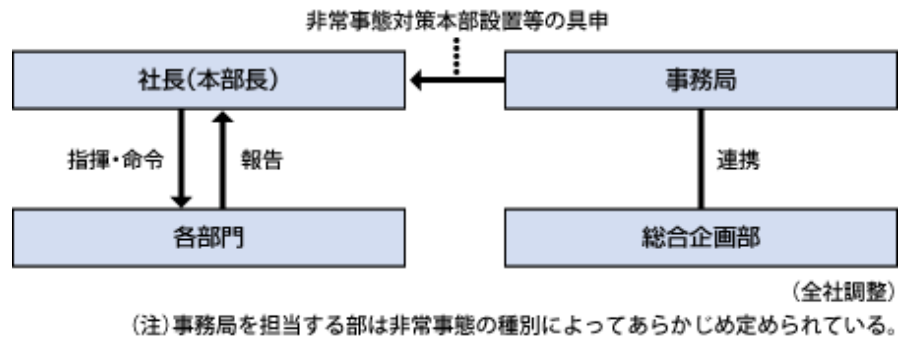 非常事態対策本部設置等の具申
社長(本部長)
事務局
指揮・命令
報告
連携
各部門
総合企画部
(全社調整)
(注)事務局を担当する部は非常事態の種別によってあらかじめ定められている。